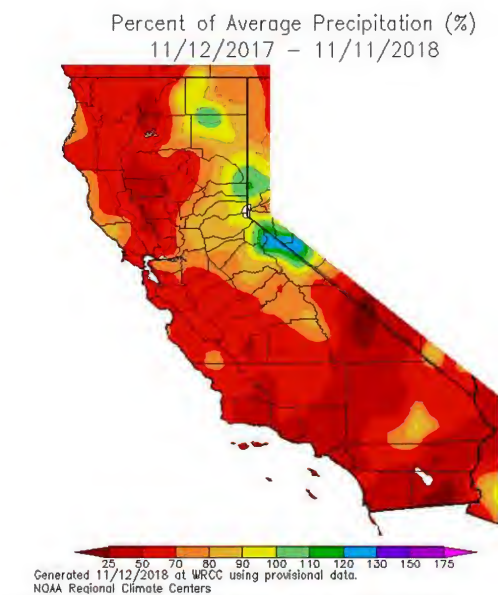 Percent of Average Precipitation (%)
11/12/2017 – 11/11/2018
25 50 70 80 90 100 110 120 130 150 175
Generated 11/12/2018 at WRCC using provisional data.
NOAA Regional Climate Centers